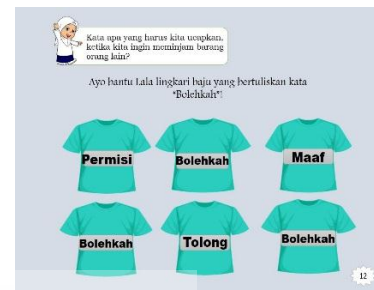 Kata apa yang harus kita ucapkan,
ketika kita ingin meminjam barang
orang lain?
Ayo bantu Lala lingkari baju yang bertuliskan kata
"Bolehkah"!
Permisi
Bolehkah
Maaf
Bolehkah
Tolong
Bolehkah
12